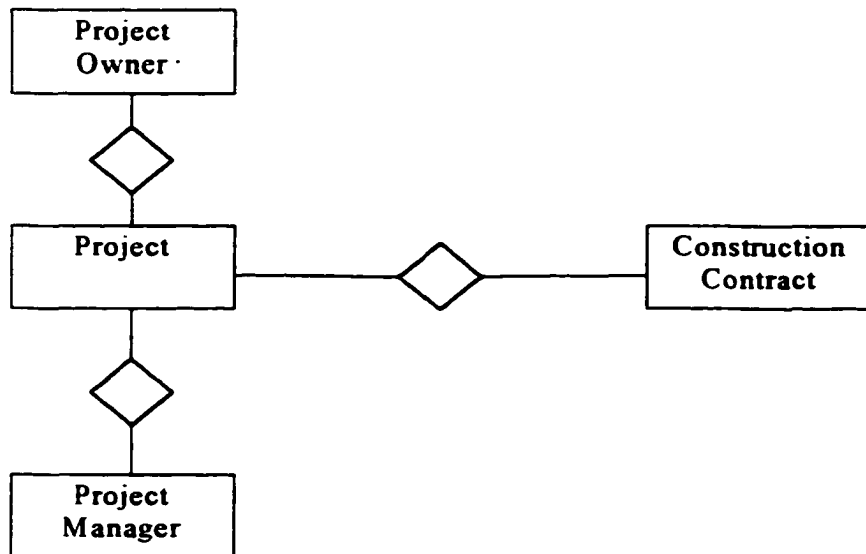 Project
Owner
Project
Construction
Contract
Project
Manager